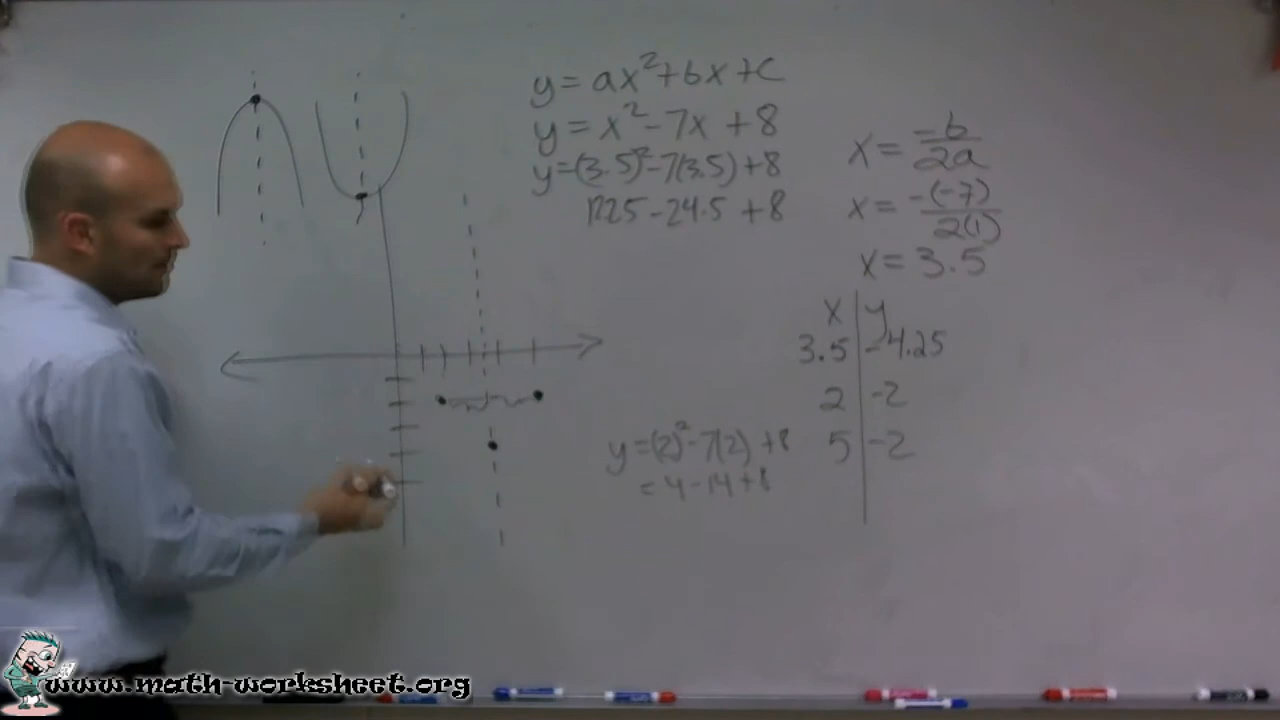 y = ax²+bx+c
y = x²-7x+8
y=(3.5)²-7(3.5)+8
1225-24.5+8
x = -b/2a
x = -(-7)/2(1)
x = 3.5
x y
3.5 -4.25
2 -2
5 -2
y=(2)²-7(2)+8
=4-14+8
www.math-worksheet.org